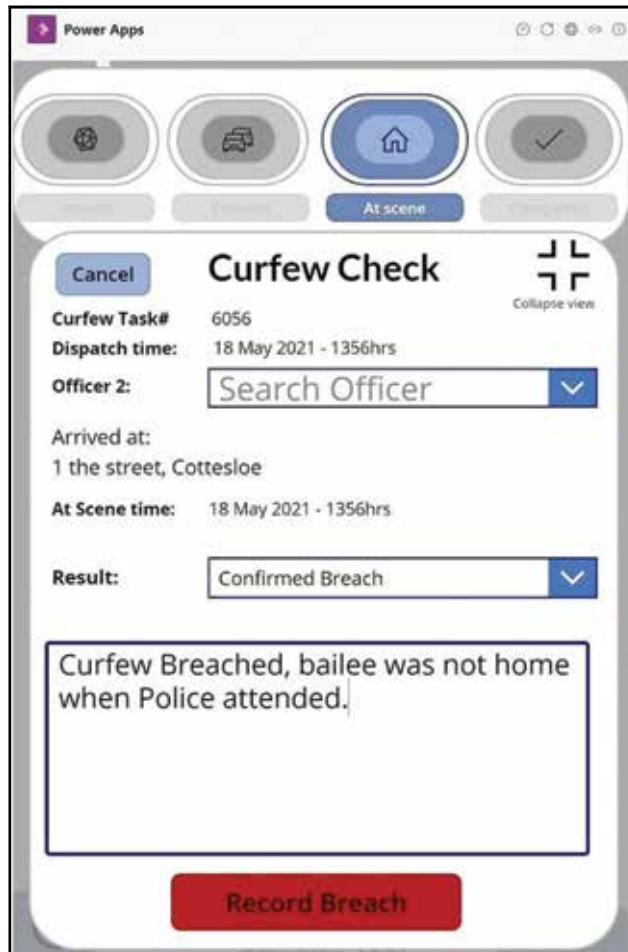 Power Apps
At scene
Cancel
Curfew Check
Collapse view
Curfew Task# 6056
Dispatch time: 18 May 2021 - 1356hrs
Officer 2: Search Officer
Arrived at:
1 the street, Cottesloe
At Scene time: 18 May 2021 - 1356hrs
Result: Confirmed Breach
Curfew Breached, bailee was not home
when Police attended.
Record Breach